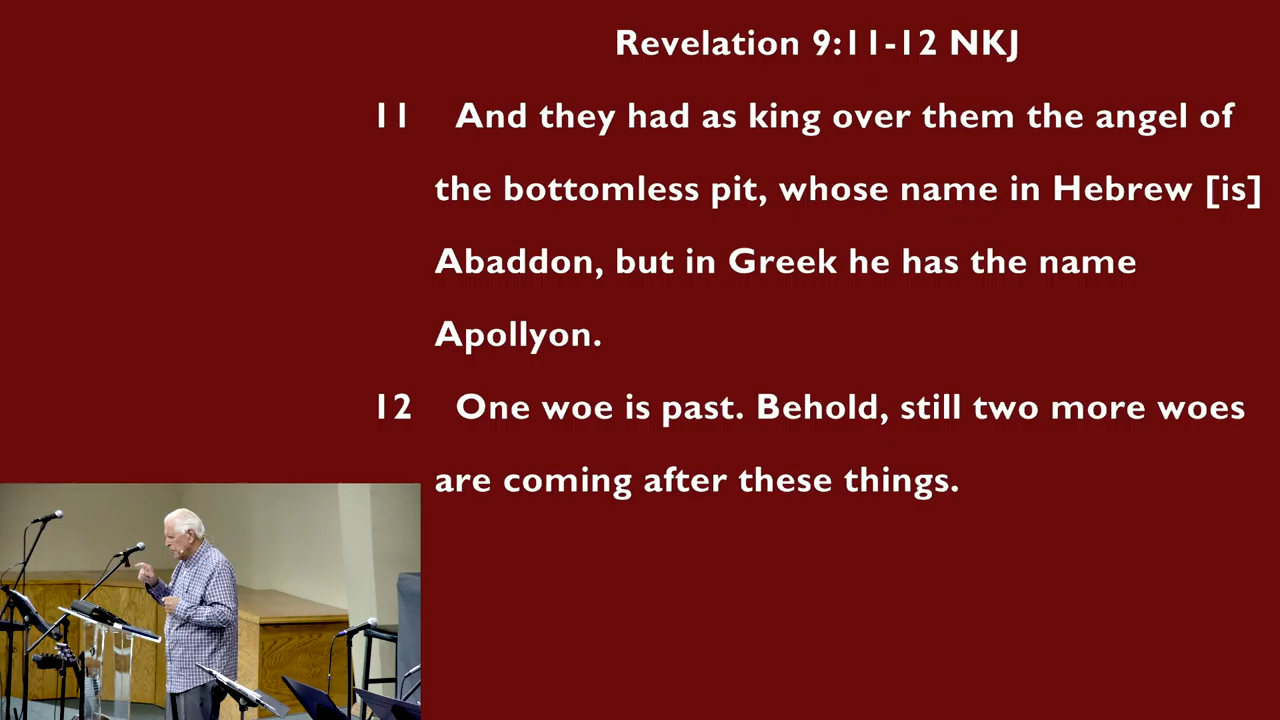 Revelation 9:11-12 NKJ
11 And they had as king over them the angel of
the bottomless pit, whose name in Hebrew [is]
Abaddon, but in Greek he has the name
Apollyon.
12 One woe is past. Behold, still two more woes
are coming after these things.